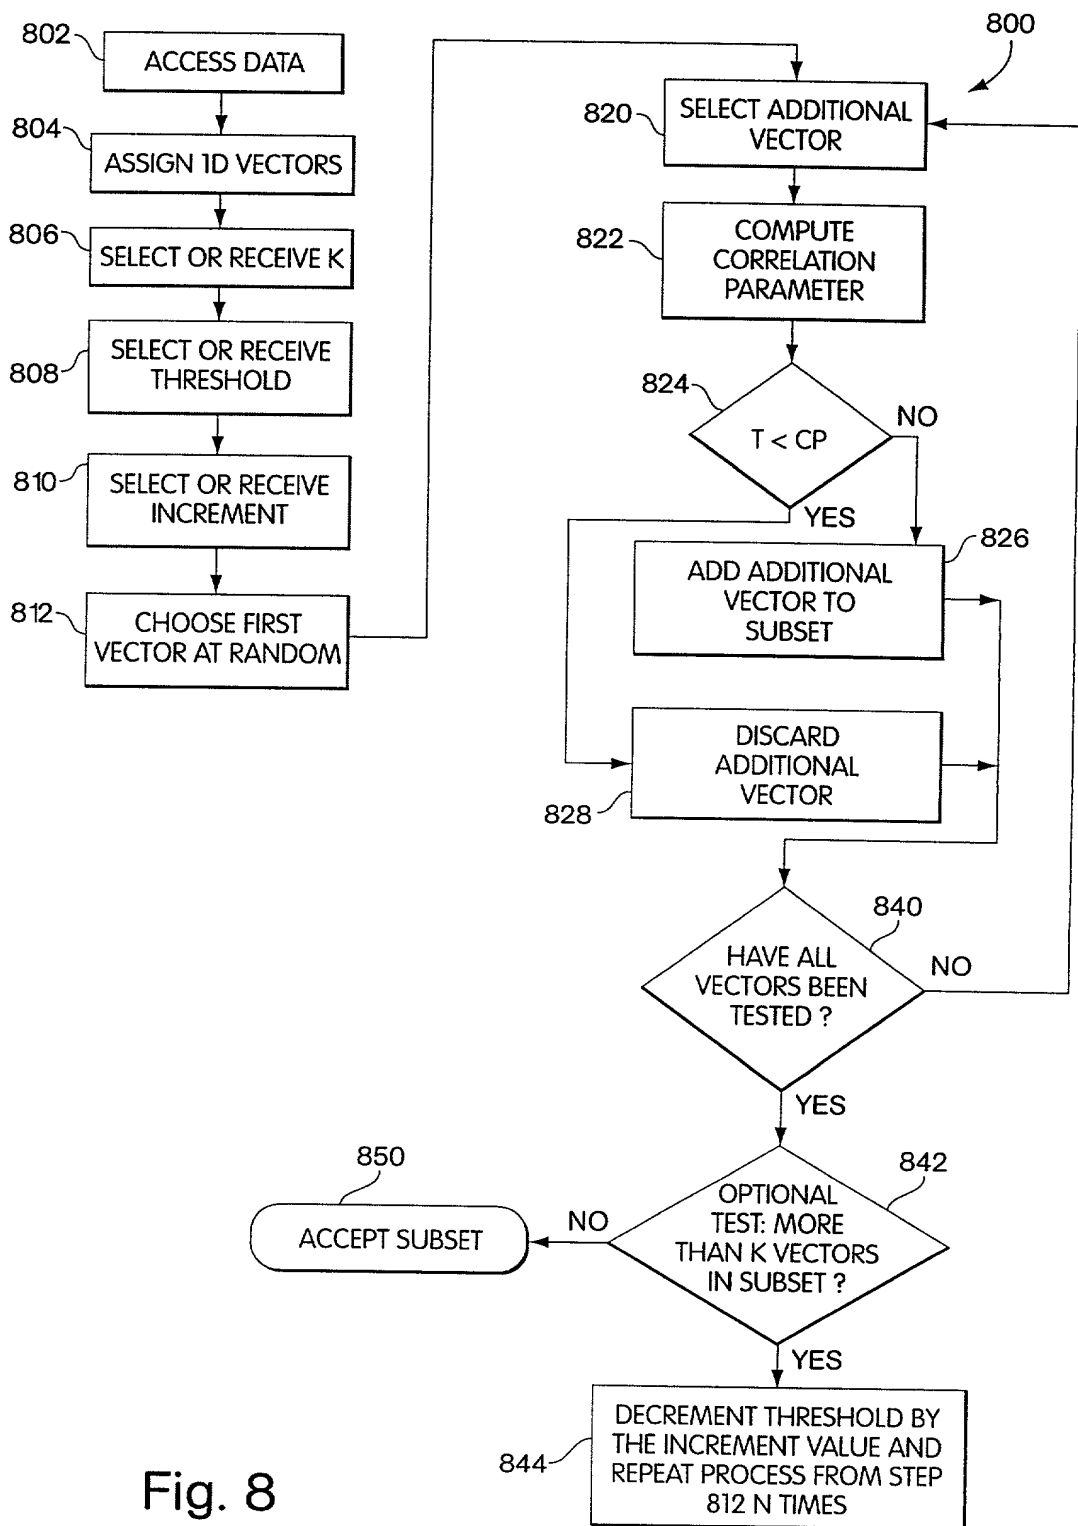 802
ACCESS DATA
804
ASSIGN 1D VECTORS
806
SELECT OR RECEIVE K
808
SELECT OR RECEIVE
THRESHOLD
810
SELECT OR RECEIVE
INCREMENT
812
CHOOSE FIRST
VECTOR AT RANDOM
800
820
SELECT ADDITIONAL
VECTOR
822
COMPUTE
CORRELATION
PARAMETER
824
T < CP
NO
YES
826
ADD ADDITIONAL
VECTOR TO
SUBSET
DISCARD
ADDITIONAL
VECTOR
828
840
HAVE ALL
VECTORS BEEN
TESTED ?
NO
YES
842
OPTIONAL
TEST: MORE
THAN K VECTORS
IN SUBSET ?
NO
850
ACCEPT SUBSET
YES
844
DECREMENT THRESHOLD BY
THE INCREMENT VALUE AND
REPEAT PROCESS FROM STEP
812 N TIMES
Fig. 8